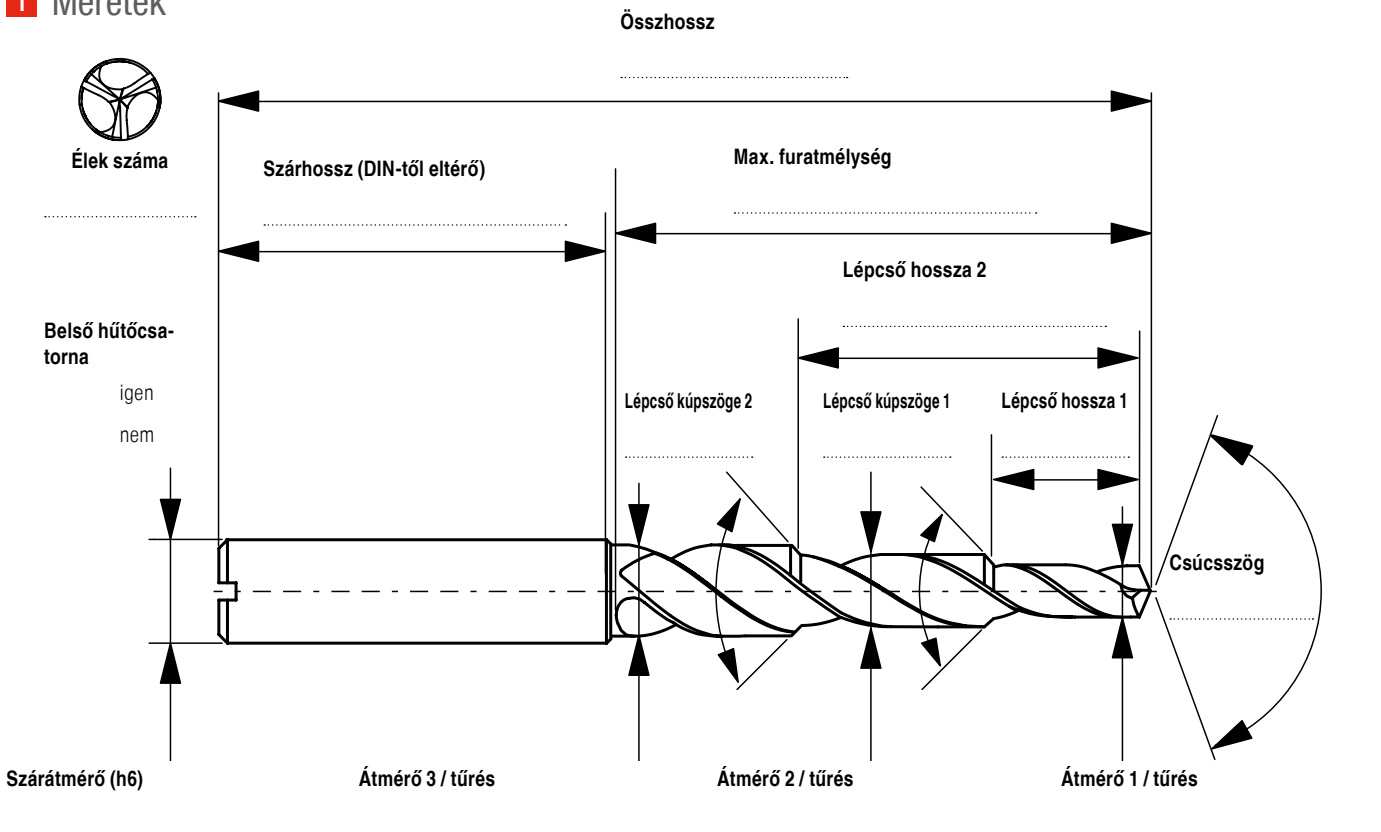 1 Méretek
Összhossz
Élek száma
Szárhossz (DIN-től eltérő)
Max. furatmélység
Lépcső hossza 2
Belső hűtőcsa-
torna
igen
nem
Lépcső kúpszöge 2
Lépcső kúpszöge 1
Lépcső hossza 1
Csúcsszög
Szárátmérő (h6)
Átmérő 3 / tűrés
Átmérő 2 / tűrés
Átmérő 1 / tűrés